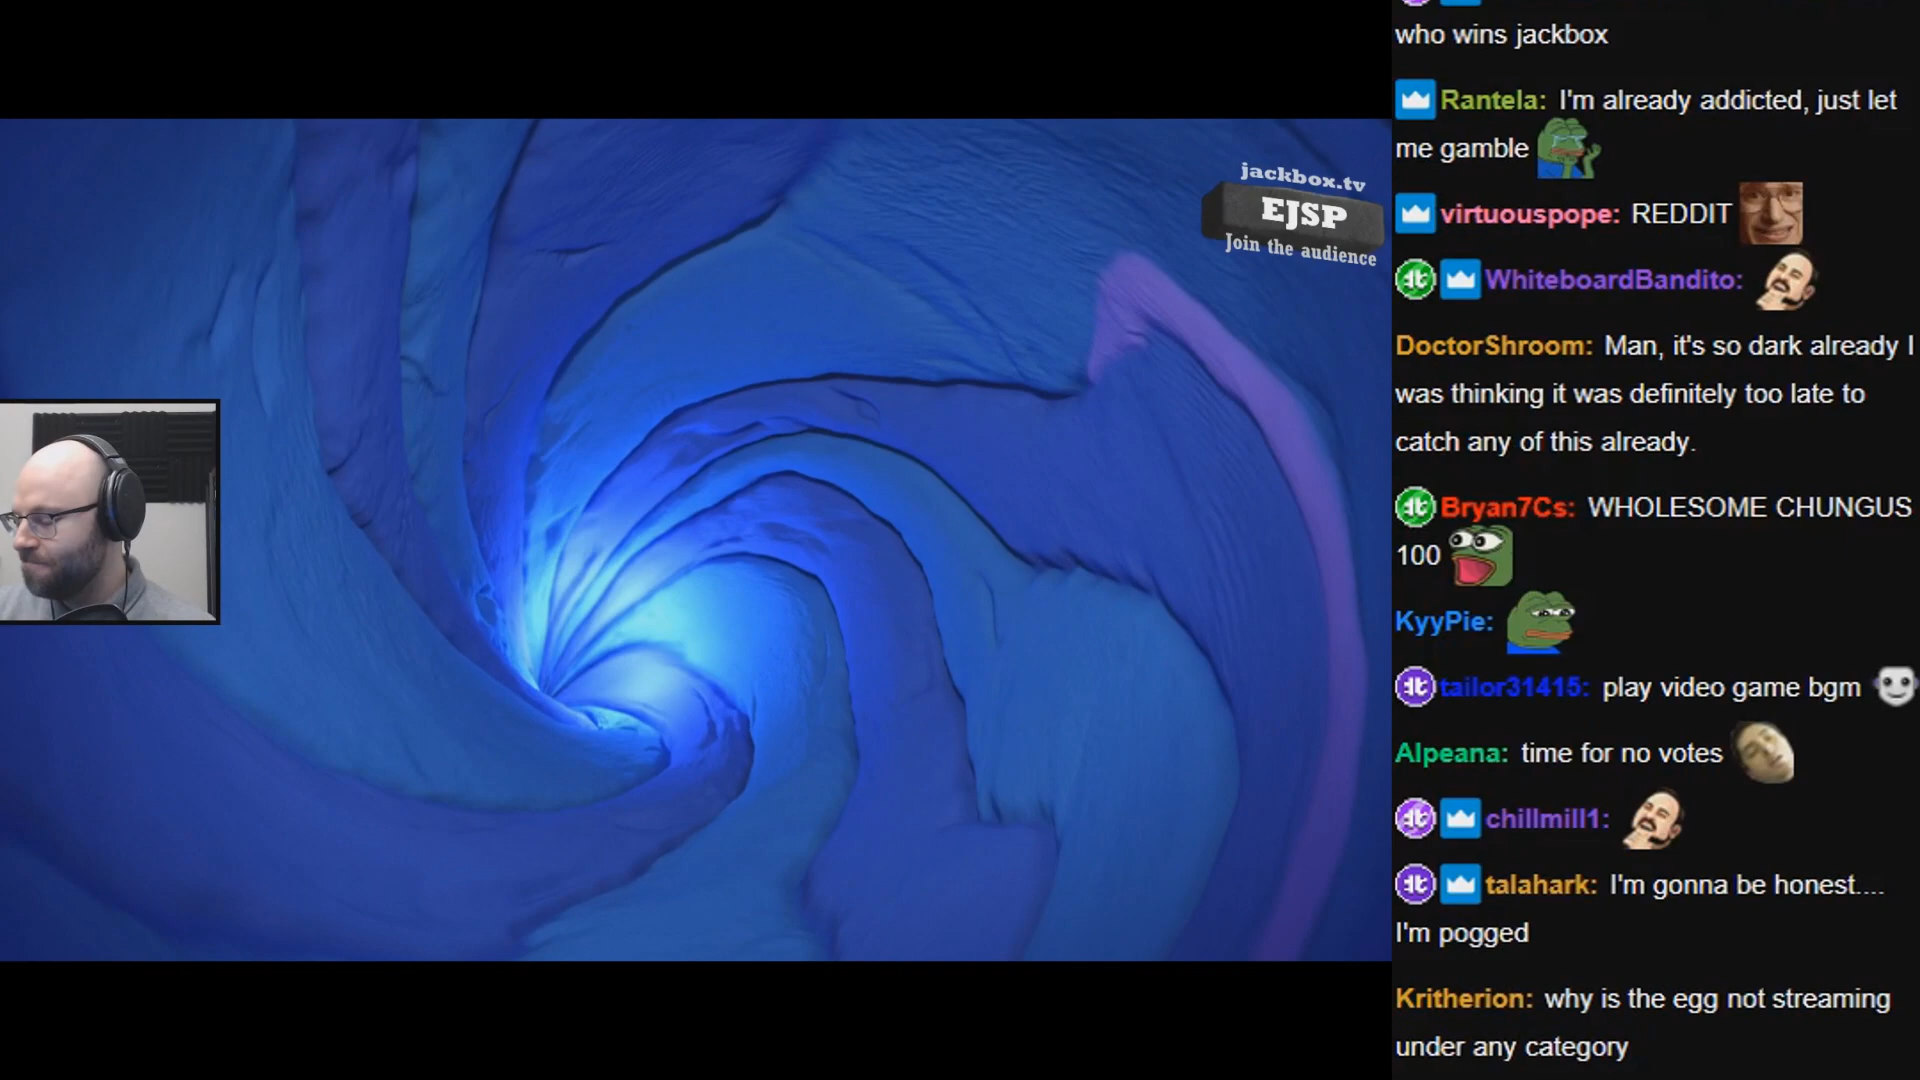 jackbox.tv
EJSP
Join the audience
who wins jackbox
Rantela: I'm already addicted, just let
me gamble
virtuouspope: REDDIT
WhiteboardBandito:
DoctorShroom: Man, it's so dark already I
was thinking it was definitely too late to
catch any of this already.
Bryan7Cs: WHOLESOME CHUNGUS
100
KyyPie:
tailor31415: play video game bgm
Alpeana: time for no votes
chillmill1:
talahark: I'm gonna be honest....
I'm pogged
Kritherion: why is the egg not streaming
under any category